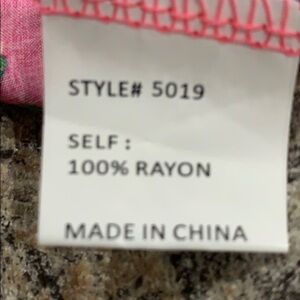 STYLE# 5019
SELF :
100% RAYON
MADE IN CHINA